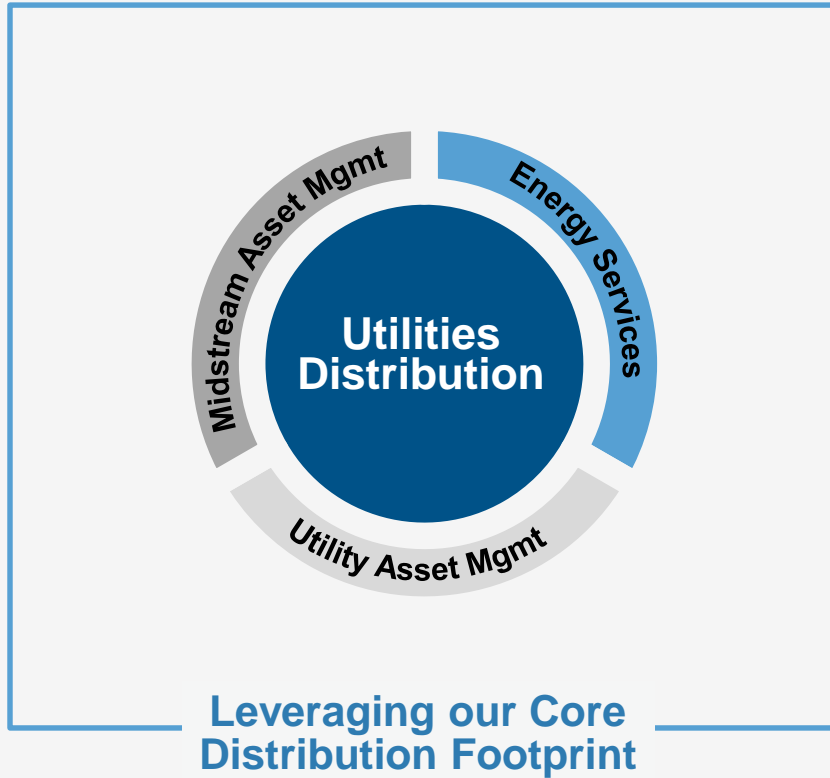 Midstream Asset Mgmt
Energy Services
Utilities
Distribution
Utility Asset Mgmt
Leveraging our Core
Distribution Footprint